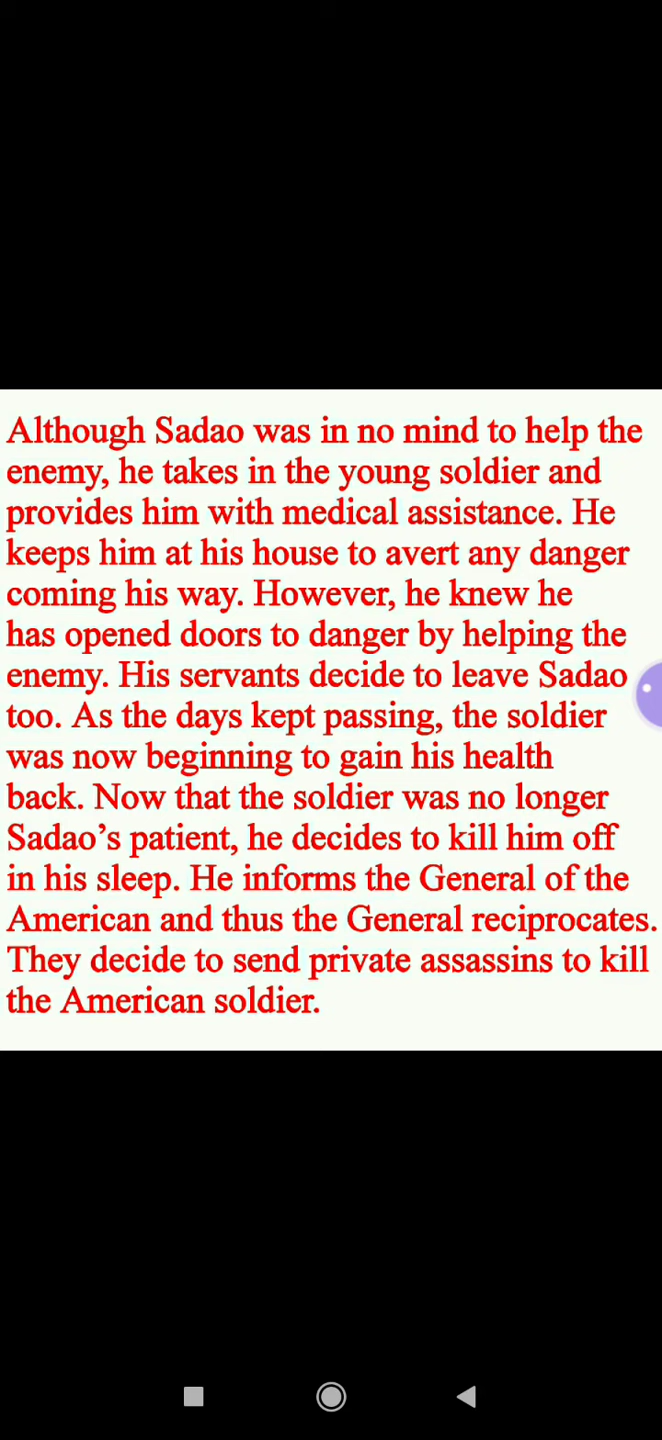 Although Sadao was in no mind to help the
enemy, he takes in the young soldier and
provides him with medical assistance. He
keeps him at his house to avert any danger
coming his way. However, he knew he
has opened doors to danger by helping the
enemy. His servants decide to leave Sadao
too. As the days kept passing, the soldier
was now beginning to gain his health
back. Now that the soldier was no longer
Sadao’s patient, he decides to kill him off
in his sleep. He informs the General of the
American and thus the General reciprocates.
They decide to send private assassins to kill
the American soldier.